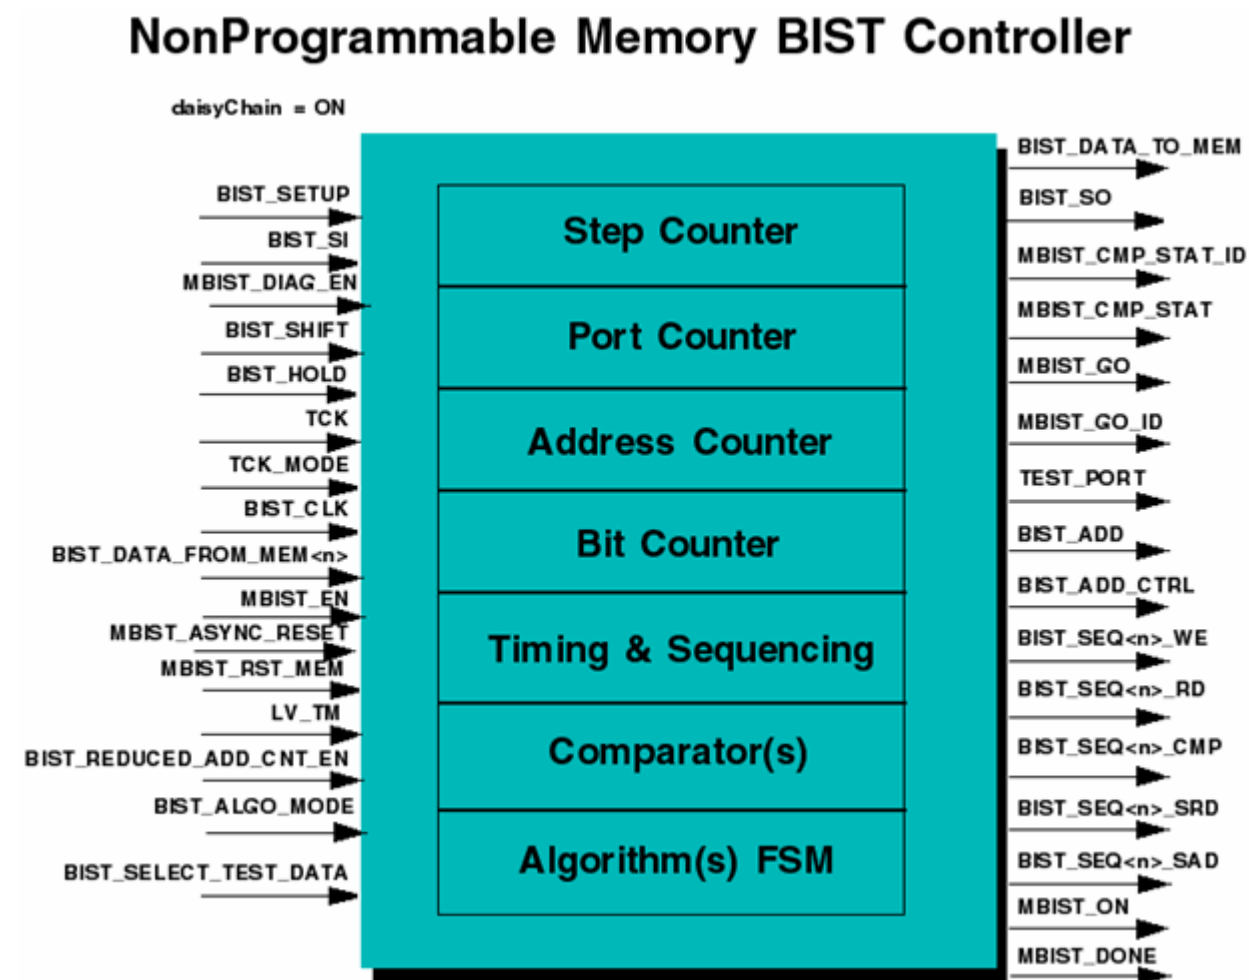 NonProgrammable Memory BIST Controller
daisyChain = ON
BIST_SETUP
BIST_SI
MBIST_DIAG_EN
BIST_SHIFT
BIST_HOLD
TCK
TCK_MODE
BIST_CLK
BIST_DATA_FROM_MEM<n>
MBIST_EN
MBIST_ASYNC_RESET
MBIST_RST_MEM
LV_TM
BIST_REDUCED_ADD_CNT_EN
BIST_ALGO_MODE
BIST_SELECT_TEST_DATA
Step Counter
Port Counter
Address Counter
Bit Counter
Timing & Sequencing
Comparator(s)
Algorithm(s) FSM
BIST_DATA_TO_MEM
BIST_SO
MBIST_CMP_STAT_ID
MBIST_CMP_STAT
MBIST_GO
MBIST_GO_ID
TEST_PORT
BIST_ADD
BIST_ADD_CTRL
BIST_SEQ<n>_WE
BIST_SEQ<n>_RD
BIST_SEQ<n>_CMP
BIST_SEQ<n>_SRD
BIST_SEQ<n>_SAD
MBIST_ON
MBIST_DONE